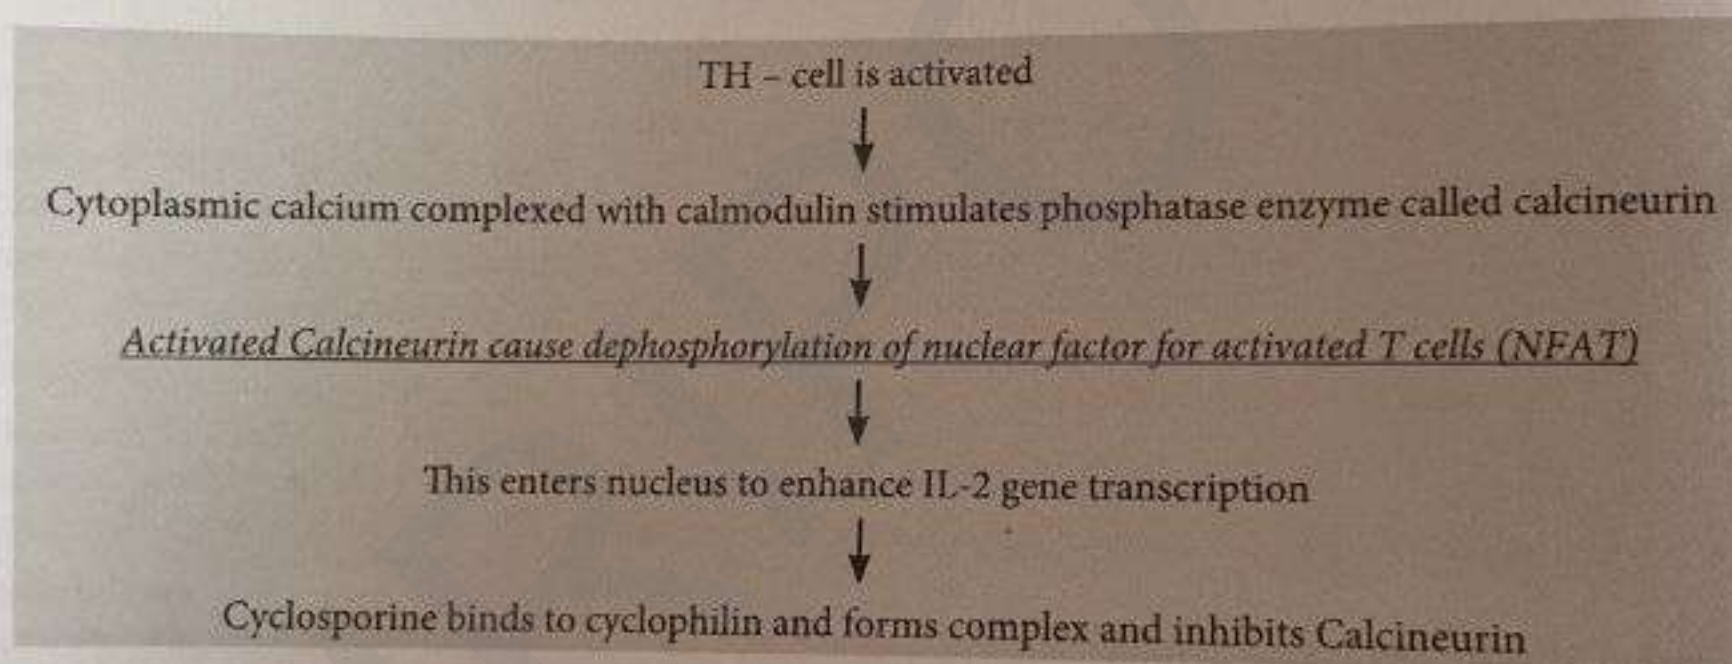 TH – cell is activated
Cytoplasmic calcium complexed with calmodulin stimulates phosphatase enzyme called calcineurin
Activated Calcineurin cause dephosphorylation of nuclear factor for activated T cells (NFAT)
This enters nucleus to enhance IL-2 gene transcription
Cyclosporine binds to cyclophilin and forms complex and inhibits Calcineurin